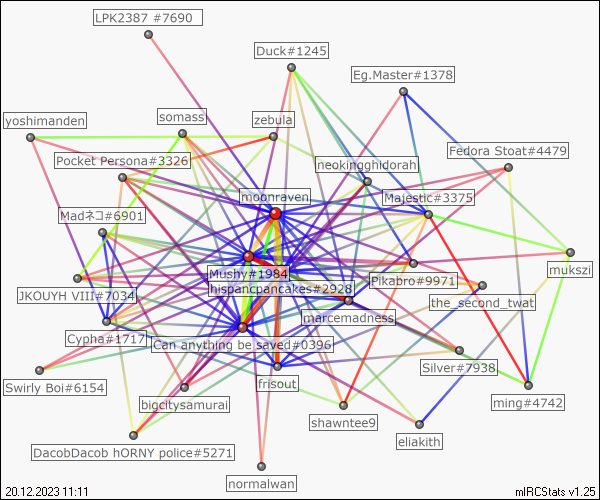 LPK2387 #7690
Duck#1245
Eg.Master#1378
yoshimanden
somass
zebula
Fedora Stoat#4479
Pocket Persona#3326
neokingghidorah
moonraven
Majestic#3375
Madネコ#6901
mukszi
Mushy#1984
Pikabro#9971
hispancpancakes#2928
JKOUYH VIII#7034
the_second_twat
marcemadness
Cypha#1717
Can anything be saved#0396
Silver#7938
Swirly Boi#6154
frisout
bigcitysamurai
ming#4742
shawntee9
eliakith
DacobDacob hORNY police#5271
normalwan
20.12.2023 11:11
mIRCStats v1.25